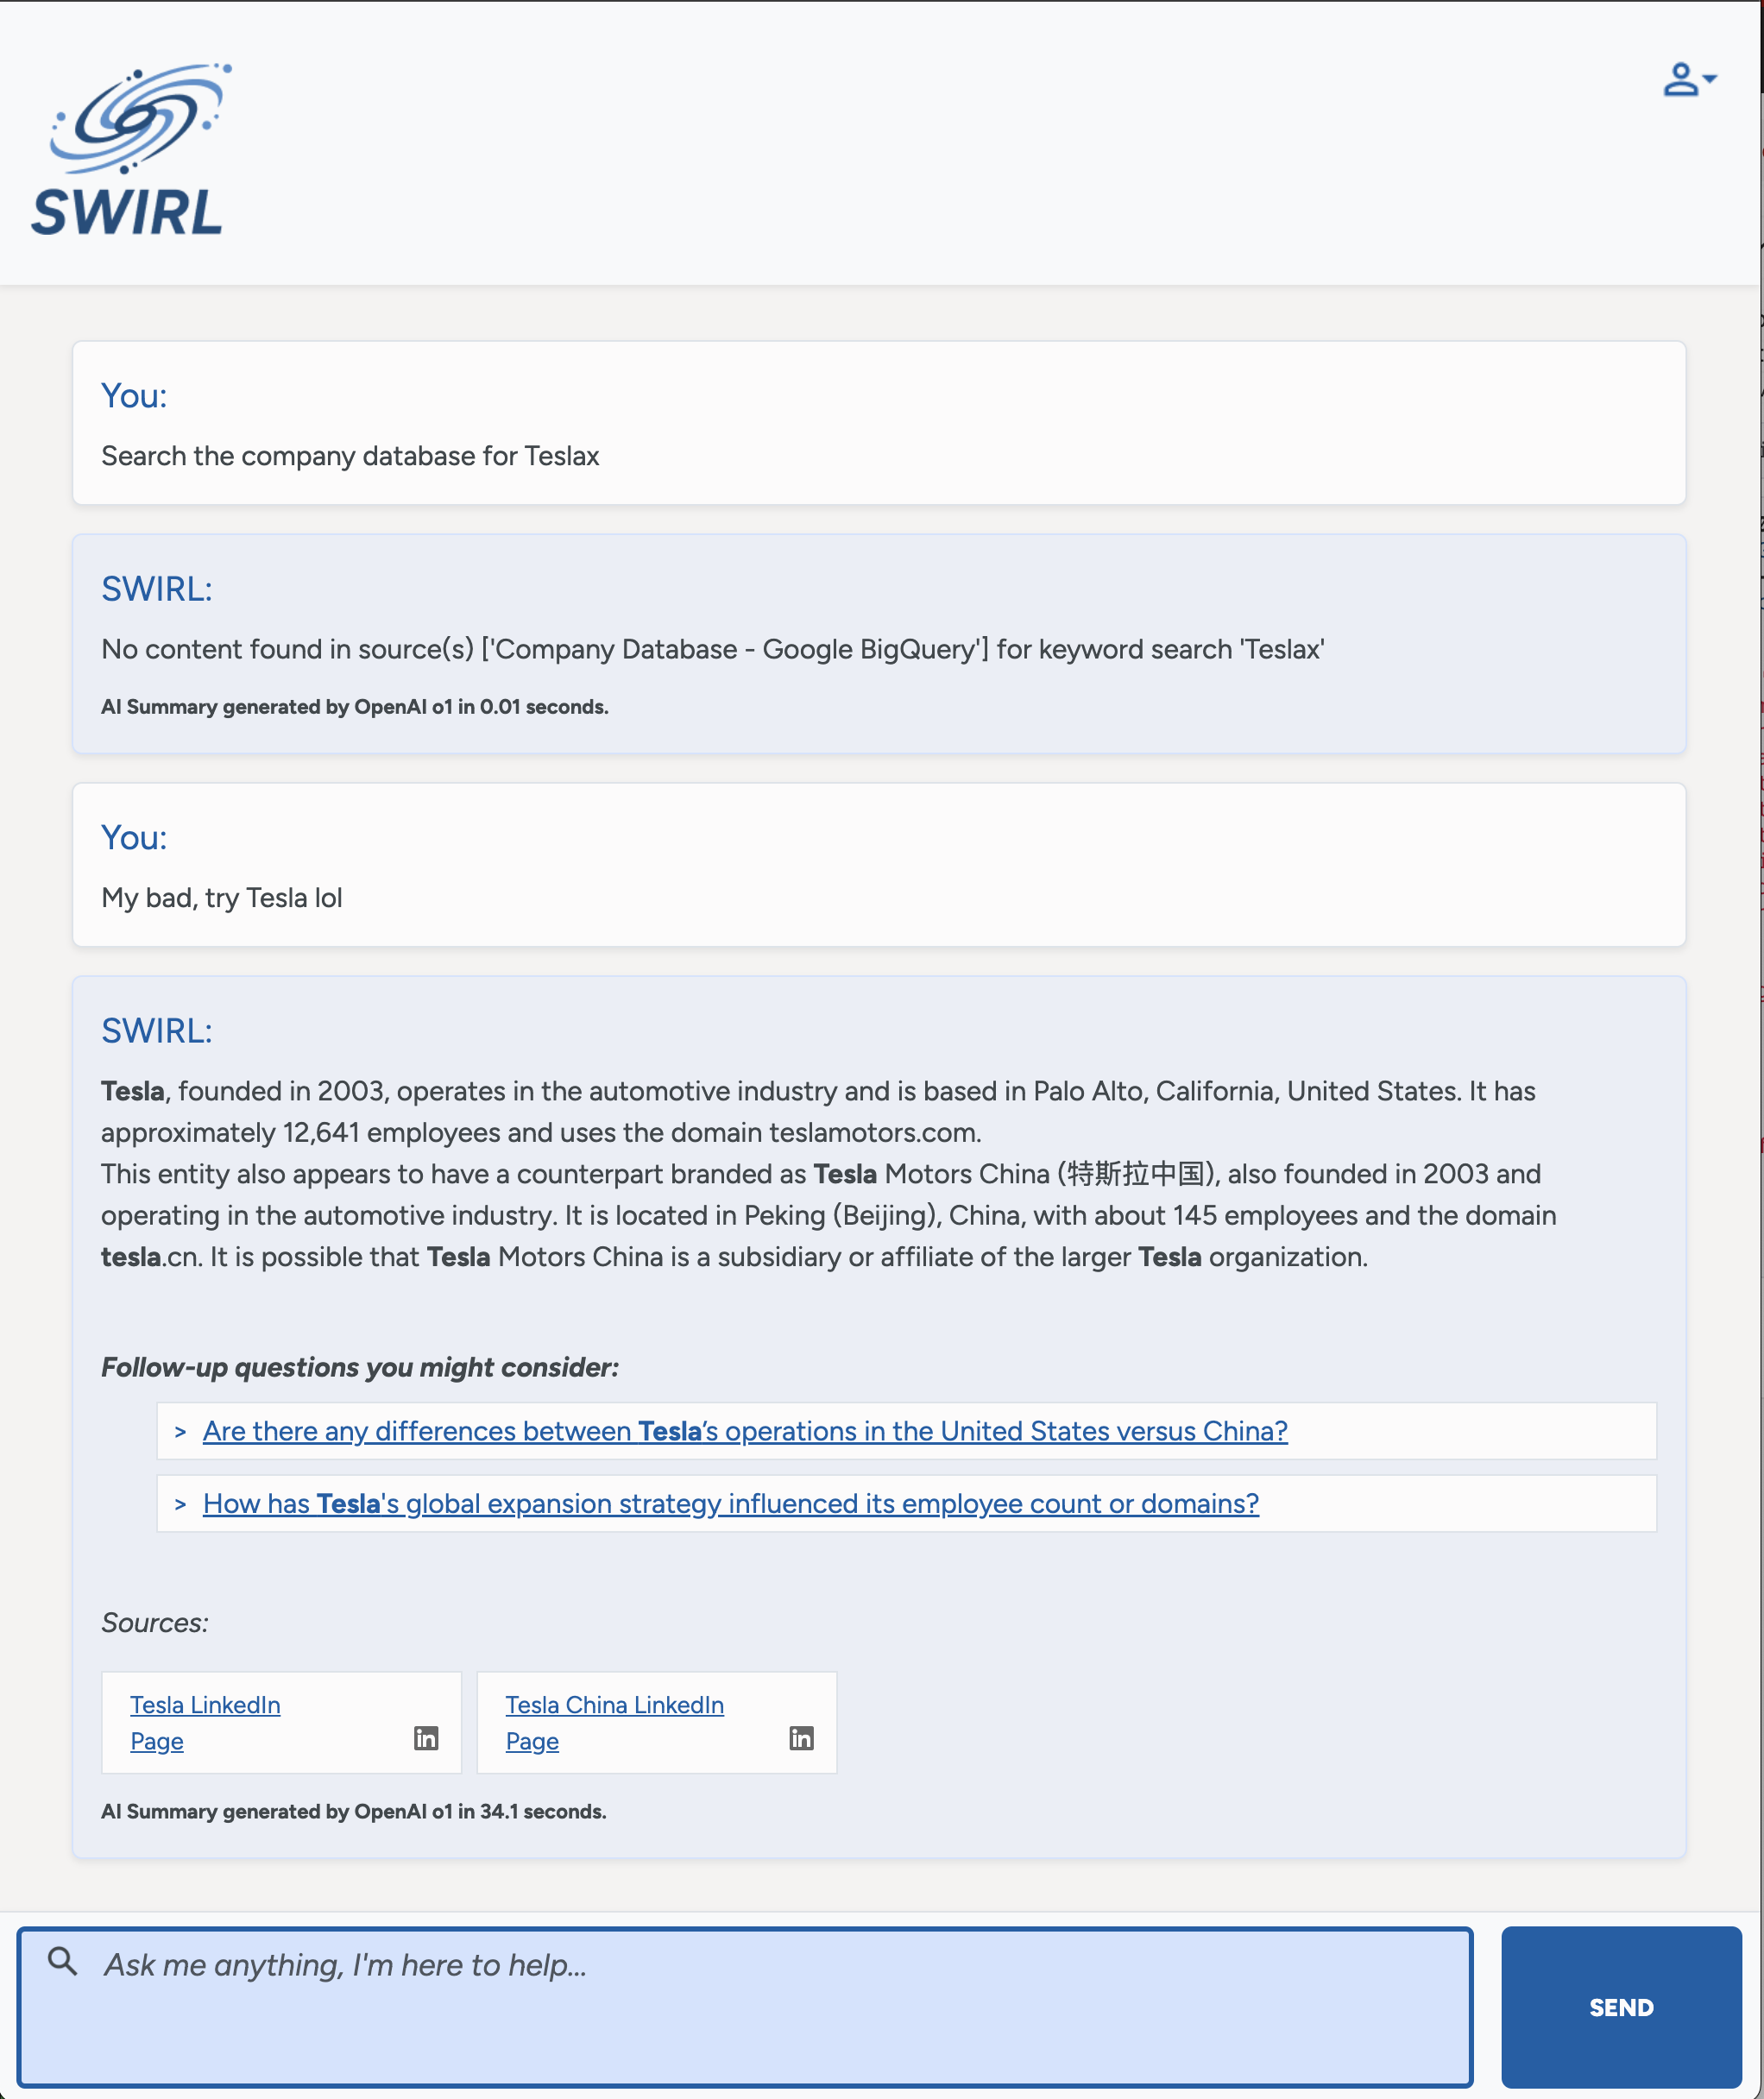 SWIRL
You:
Search the company database for Teslax
SWIRL:
No content found in source(s) ['Company Database - Google BigQuery'] for keyword search 'Teslax'
AI Summary generated by OpenAI o1 in 0.01 seconds.
You:
My bad, try Tesla lol
SWIRL:
Tesla, founded in 2003, operates in the automotive industry and is based in Palo Alto, California, United States. It has
approximately 12,641 employees and uses the domain teslamotors.com.
This entity also appears to have a counterpart branded as Tesla Motors China (特斯拉中国), also founded in 2003 and
operating in the automotive industry. It is located in Peking (Beijing), China, with about 145 employees and the domain
tesla.cn. It is possible that Tesla Motors China is a subsidiary or affiliate of the larger Tesla organization.
Follow-up questions you might consider:
> Are there any differences between Tesla’s operations in the United States versus China?
> How has Tesla's global expansion strategy influenced its employee count or domains?
Sources:
Tesla LinkedIn
Page
in
Tesla China LinkedIn
Page
in
AI Summary generated by OpenAI o1 in 34.1 seconds.
Ask me anything, I'm here to help...
SEND